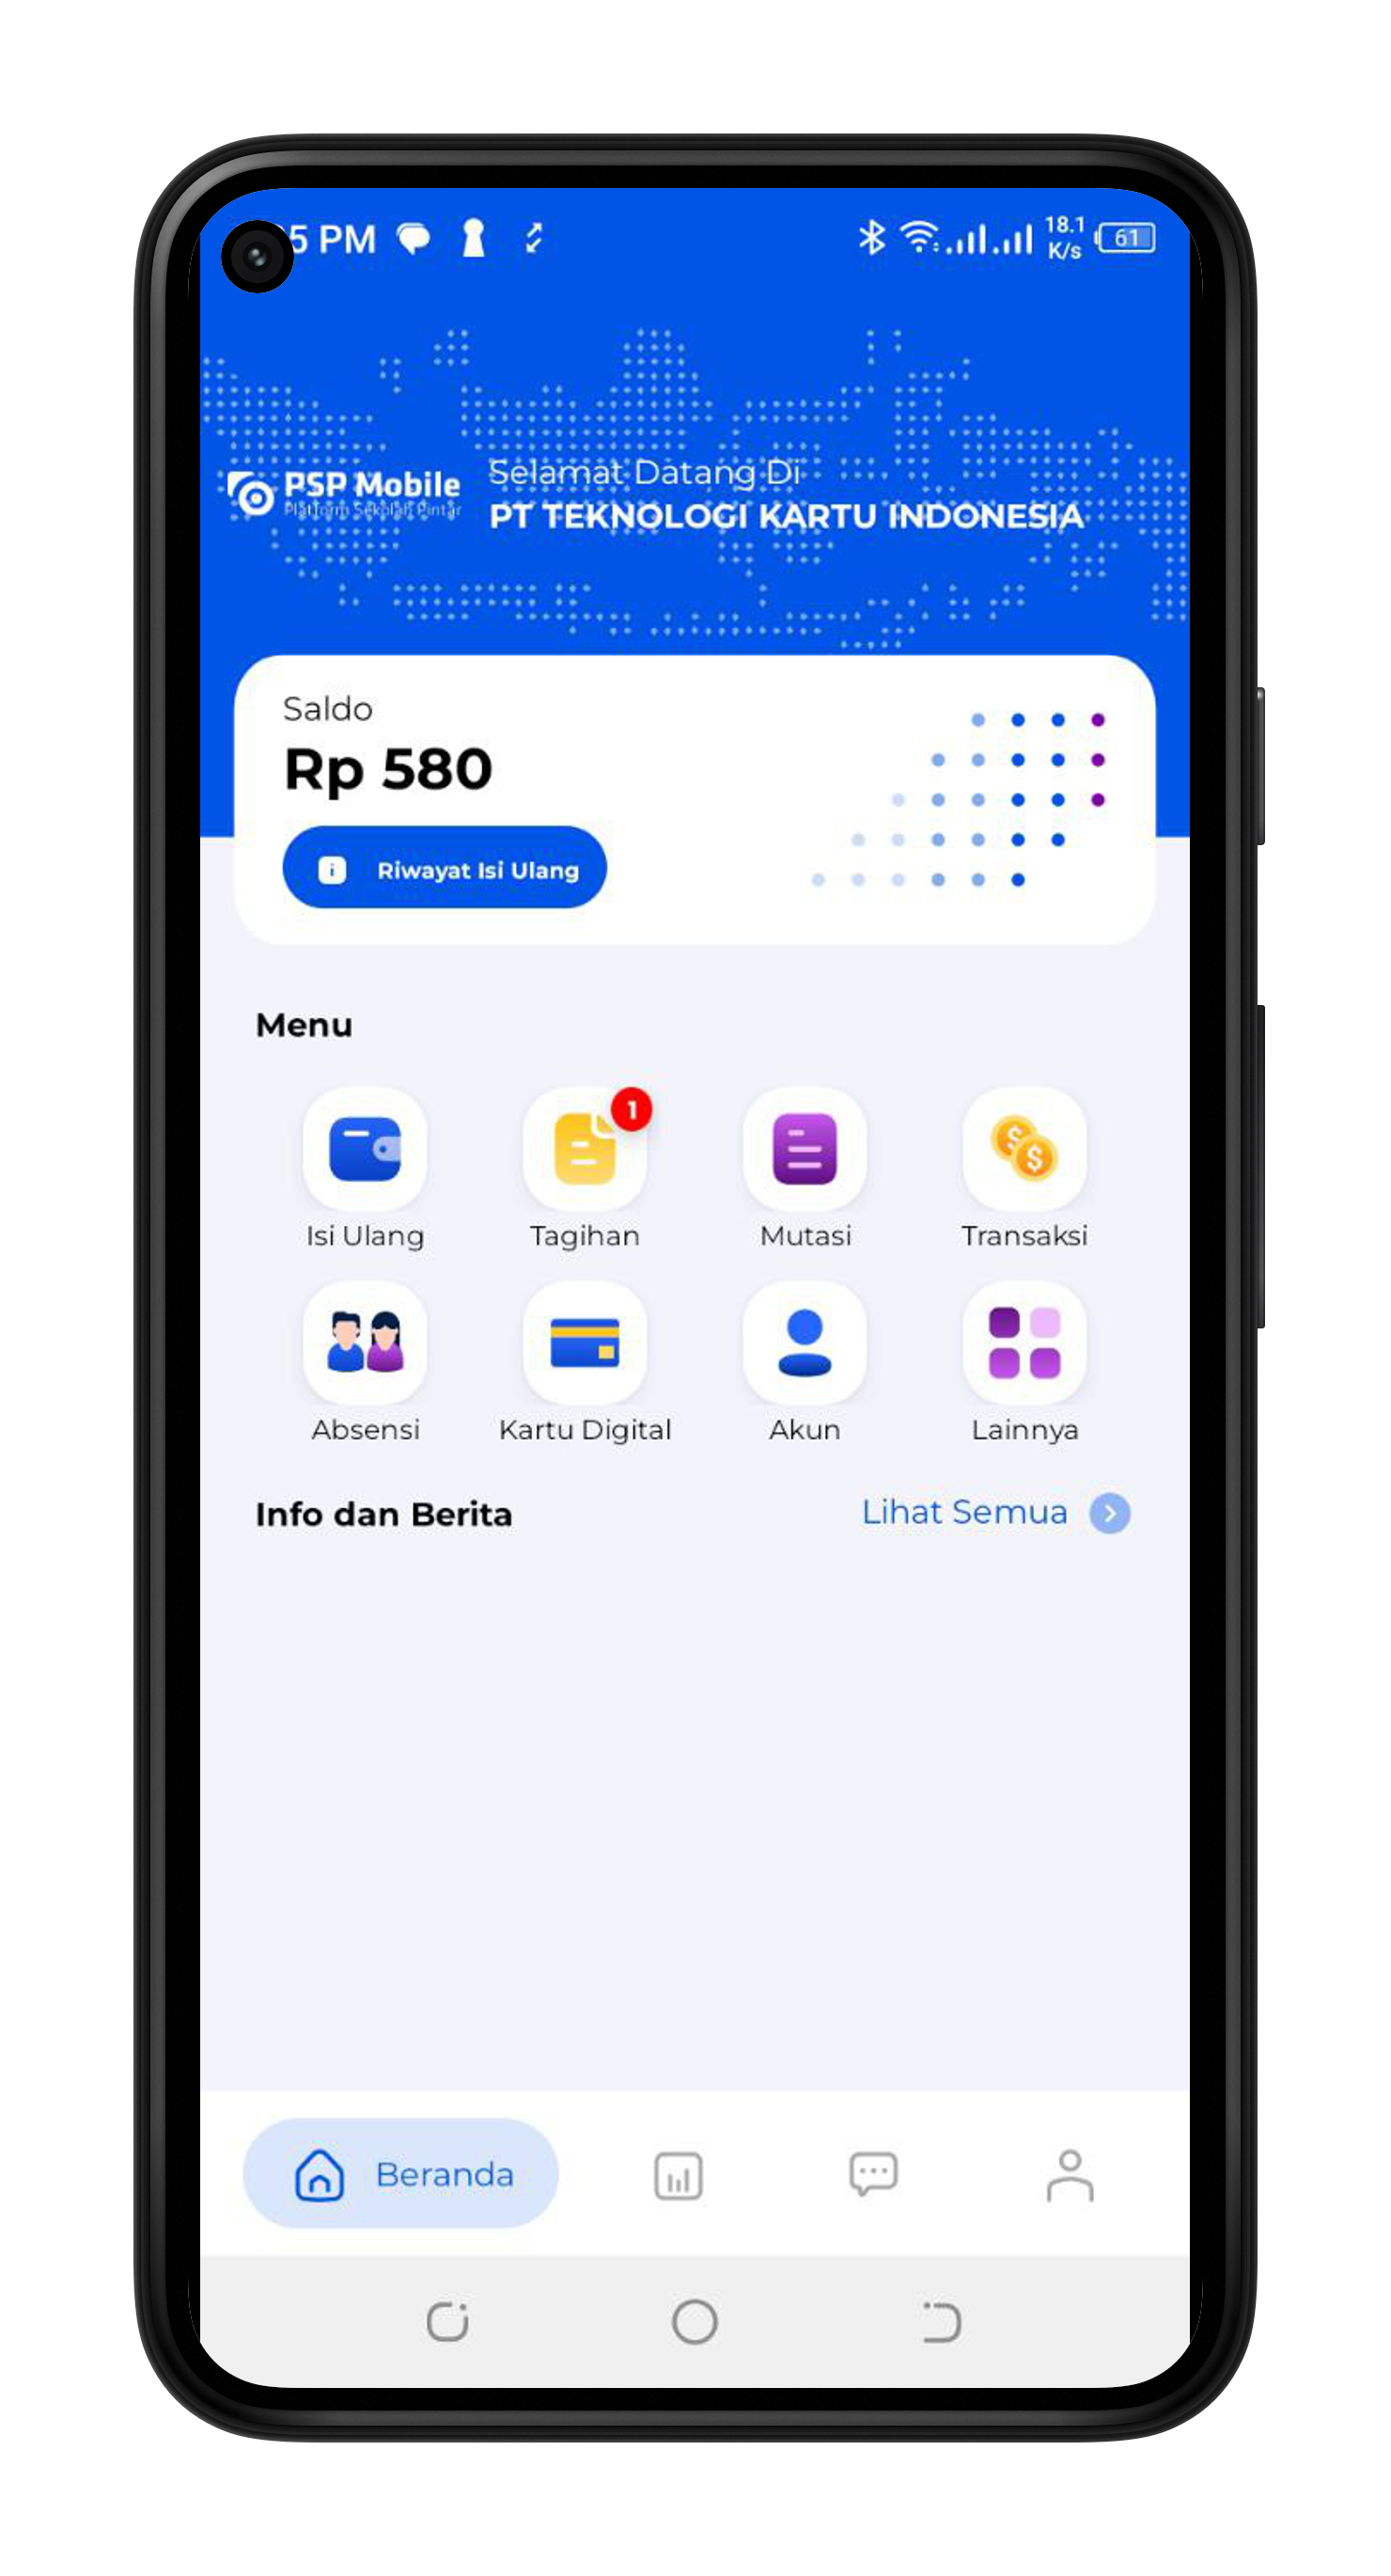 5 PM
18.1
K/s
61
PSP Mobile
Platform Sekolah Pintar
Selamat Datang Di
PT TEKNOLOGI KARTU INDONESIA
Saldo
Rp 580
Riwayat Isi Ulang
Menu
1
Isi Ulang
Tagihan
Mutasi
Transaksi
Absensi
Kartu Digital
Akun
Lainnya
Info dan Berita
Lihat Semua
Beranda